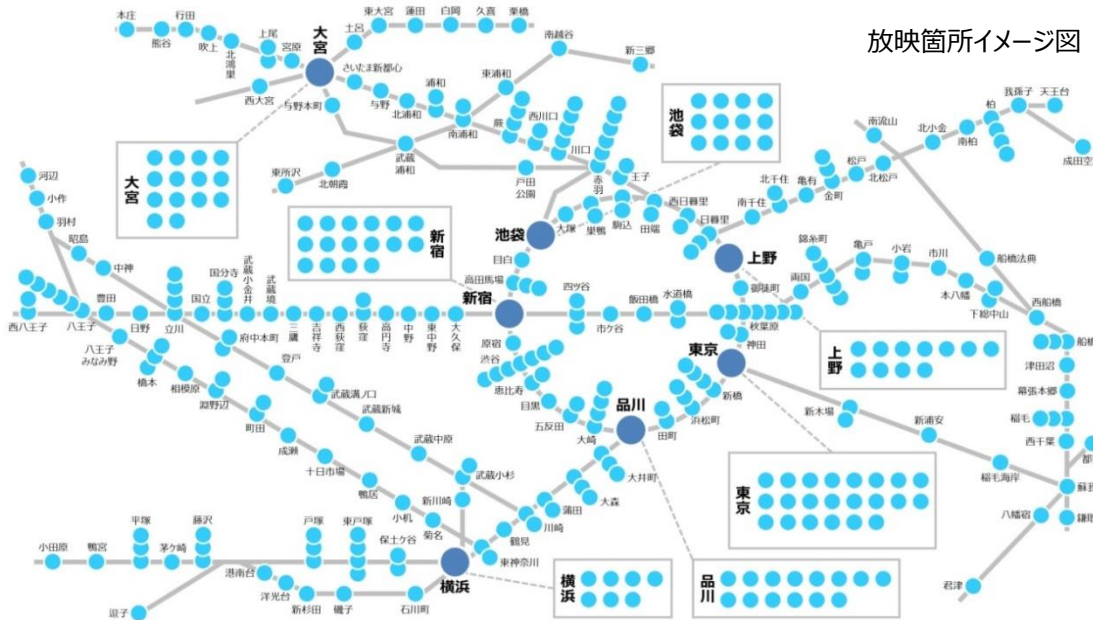 放映箇所イメージ図
本庄
熊谷
行田
吹上
北鴻巣
上尾
宮原
大宮
土呂
東大宮
蓮田
白岡
久喜
栗橋
西大宮
さいたま新都心
与野本町
与野
北浦和
浦和
南浦和
東浦和
南越谷
新三郷
蕨
西川口
川口
武蔵浦和
北朝霞
東所沢
戸田公園
赤羽
王子
池袋
大宮
新宿
南流山
北小金
南柏
柏
我孫子
天王台
成田空
北松戸
松戸
金町
亀有
北千住
南千住
日暮里
西日暮里
田端
駒込
巣鴨
大塚
池袋
目白
高田馬場
新宿
上野
御徒町
秋葉原
神田
東京
両国
錦糸町
亀戸
小岩
市川
本八幡
下総中山
西船橋
船橋法典
船橋
津田沼
幕張本郷
稲毛
西千葉
都
蘇我
鎌取
八幡宿
君津
稲毛海岸
新浦安
新木場
上野
東京
河辺
小作
羽村
昭島
中神
西八王子
八王子
豊田
日野
立川
国立
国分寺
武蔵小金井
武蔵境
三鷹
吉祥寺
西荻窪
荻窪
高円寺
中野
東中野
大久保
四ツ谷
市ケ谷
飯田橋
水道橋
原宿
渋谷
恵比寿
目黒
五反田
大崎
品川
田町
浜松町
新橋
大井町
大森
蒲田
川崎
鶴見
東神奈川
横浜
府中本町
登戸
武蔵溝ノ口
武蔵新城
武蔵中原
武蔵小杉
新川崎
八王子みなみ野
橋本
相模原
淵野辺
町田
成瀬
十日市場
鴨居
小机
菊名
小田原
鴨宮
平塚
茅ケ崎
藤沢
戸塚
東戸塚
保土ケ谷
逗子
港南台
洋光台
新杉田
磯子
石川町
横浜
品川